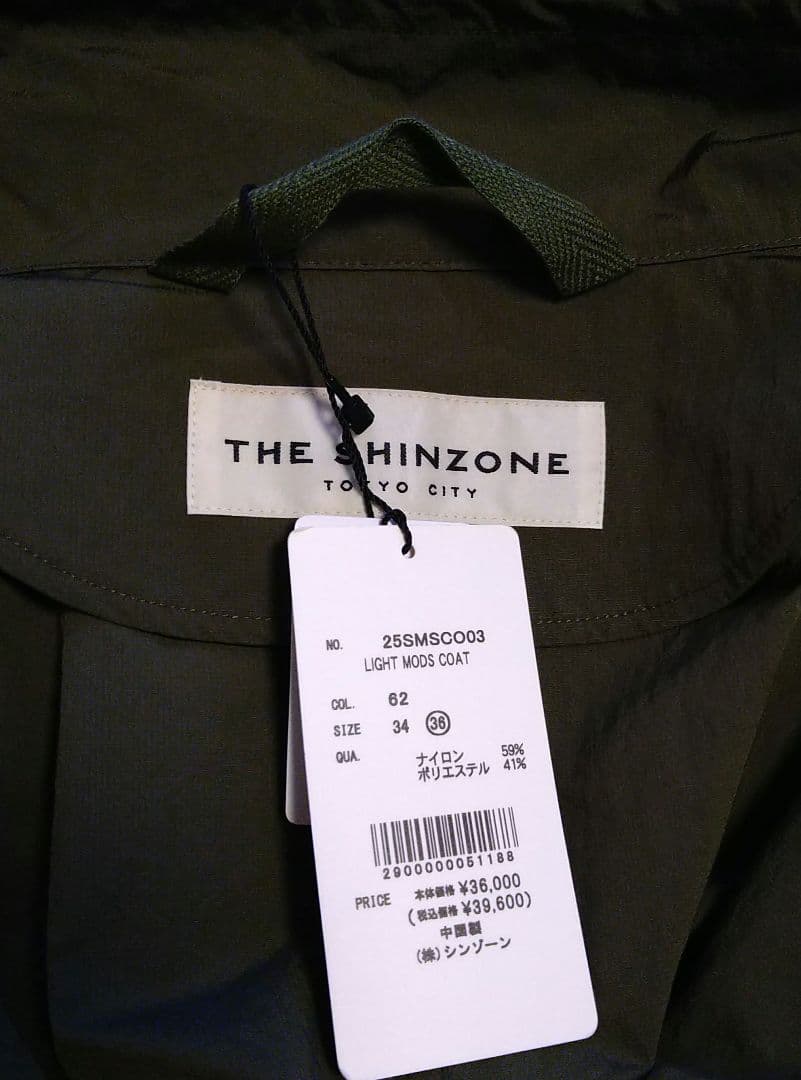 THE SHINZONE
TOKYO CITY
NO. 25SMSCO03
LIGHT MODS COAT
COL. 62
SIZE 34 ㊱
QUA. ナイロン 59%
ポリエステル 41%
2900000051188
PRICE 本体価格 ¥36,000
(税込価格 ¥39,600)
中国製
(株)シンゾーン